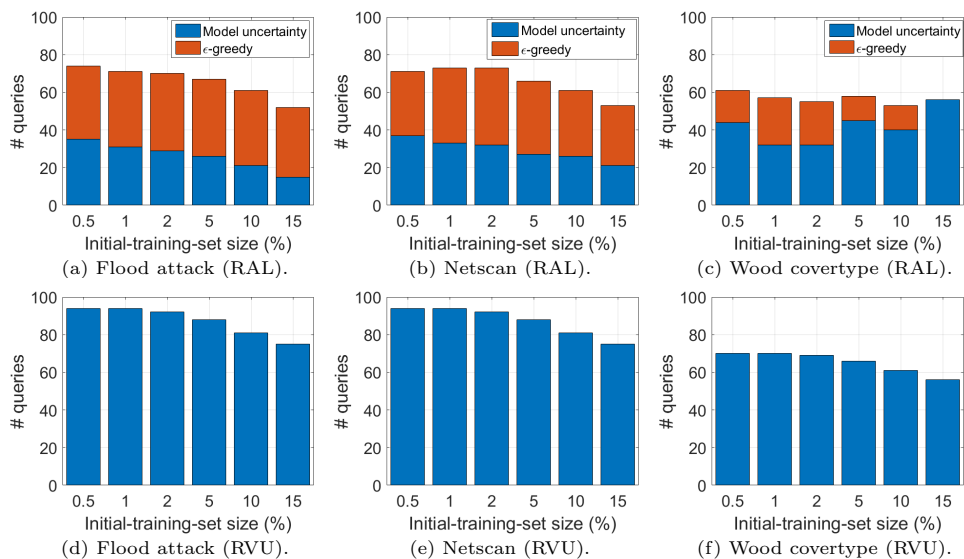 100
80
60
40
20
0
# queries
Model uncertainty
ϵ-greedy
0.5 1 2 5 10 15
Initial-training-set size (%)
(a) Flood attack (RAL).
100
80
60
40
20
0
# queries
Model uncertainty
ϵ-greedy
0.5 1 2 5 10 15
Initial-training-set size (%)
(b) Netscan (RAL).
100
80
60
40
20
0
# queries
Model uncertainty
ϵ-greedy
0.5 1 2 5 10 15
Initial-training-set size (%)
(c) Wood covertype (RAL).
100
80
60
40
20
0
# queries
0.5 1 2 5 10 15
Initial-training-set size (%)
(d) Flood attack (RVU).
100
80
60
40
20
0
# queries
0.5 1 2 5 10 15
Initial-training-set size (%)
(e) Netscan (RVU).
100
80
60
40
20
0
# queries
0.5 1 2 5 10 15
Initial-training-set size (%)
(f) Wood covertype (RVU).